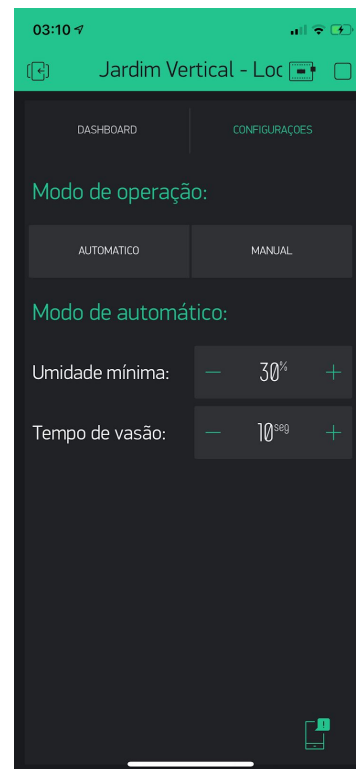 03:10
Jardim Vertical - Loc
DASHBOARD
CONFIGURAÇOES
Modo de operação:
AUTOMATICO
MANUAL
Modo de automático:
Umidade mínima:
— 30% +
Tempo de vasão:
— 10seg +